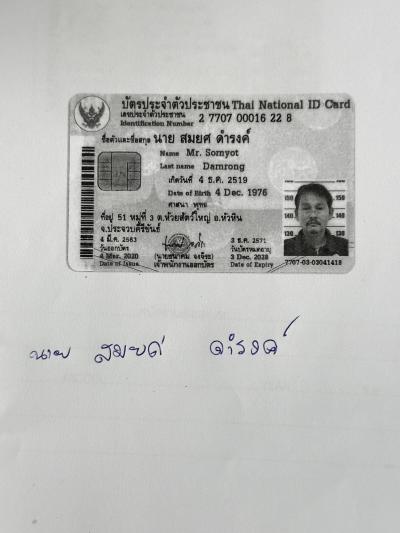 บัตรประจำตัวประชาชน Thai National ID Card
เลขประจำตัวประชาชน
Identification Number 2 7707 00016 22 8
ชื่อตัวและชื่อสกุล นาย สมยศ ดำรงค์
Name Mr. Somyot
Last name Damrong
เกิดวันที่ 4 ธ.ค. 2519
Date of Birth 4 Dec. 1976
ศาสนา พุทธ
ที่อยู่ 51 หมู่ที่ 3 ต.ห้วยสัตว์ใหญ่ อ.หัวหิน
จ.ประจวบคีรีขันธ์
4 มี.ค. 2563
วันออกบัตร
4 Mar. 2020
Date of Issue
เจ้าพนักงานออกบัตร
3 ธ.ค. 2571
วันบัตรหมดอายุ
3 Dec. 2028
Date of Expiry
150 150
140 140
130 130
7707-03-03041418
นาย สมยศ ดำรงค์